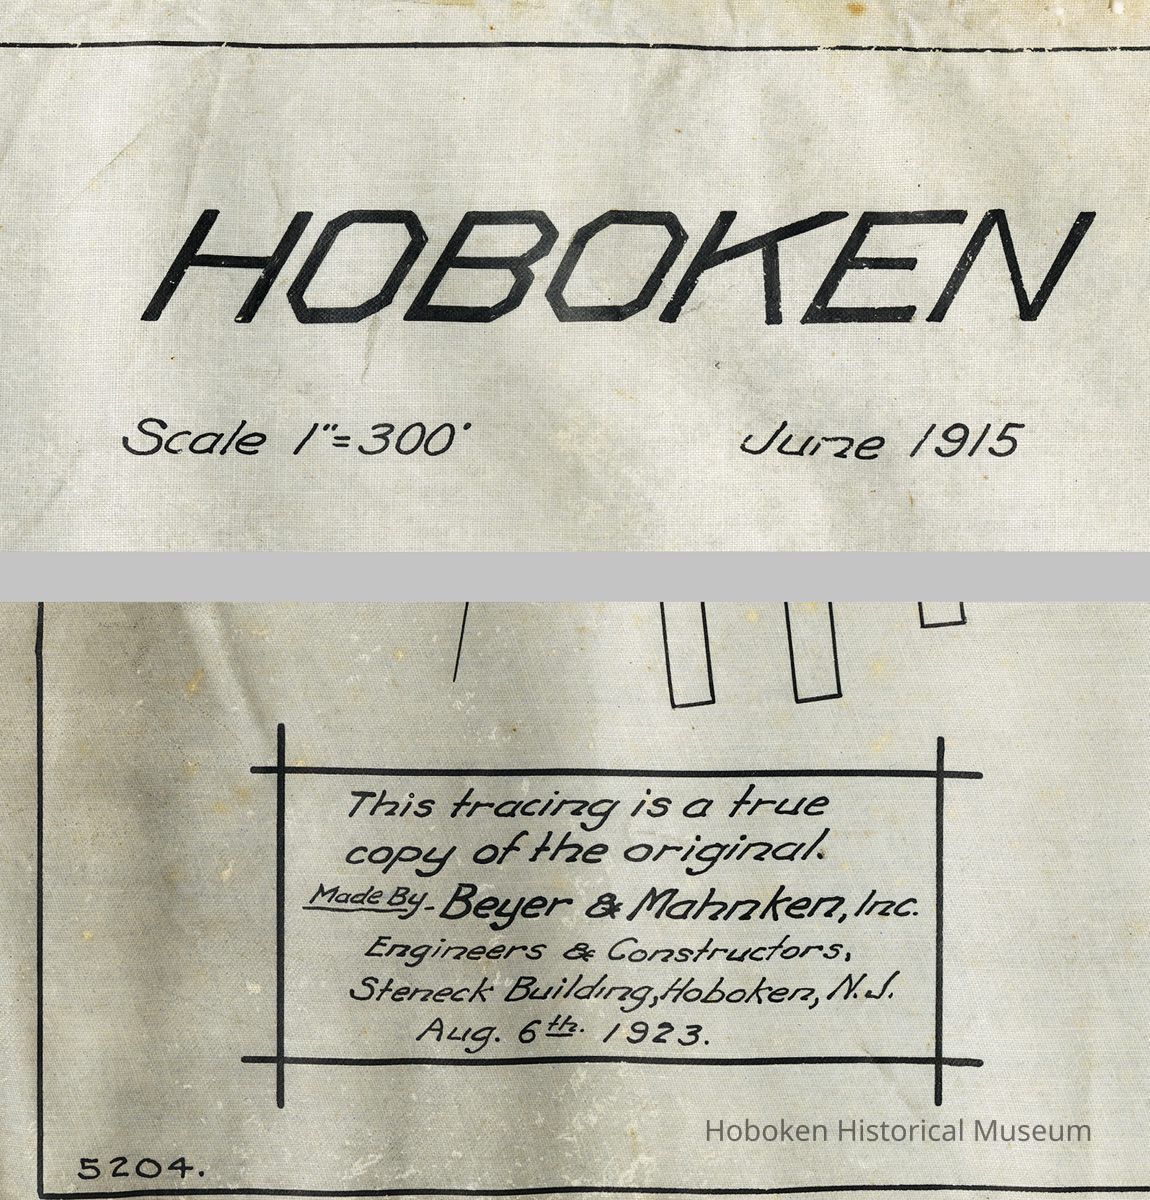 HOBOKEN
Scale 1"=300'
June 1915
This tracing is a true
copy of the original.
Made By- Beyer & Mahnken, Inc.
Engineers & Constructors,
Steneck Building, Hoboken, N.J.
Aug. 6th. 1923.
Hoboken Historical Museum
5204.